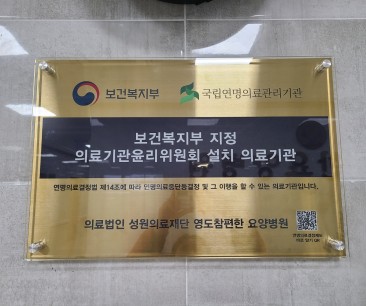 보건복지부 국립연명의료관리기관
보건복지부 지정
의료기관윤리위원회 설치 의료기관
연명의료결정법 제14조에 따라 연명의료중단등결정 및 그 이행을 할 수 있는 의료기관입니다.
의료법인 성원의료재단 영도참편한 요양병원